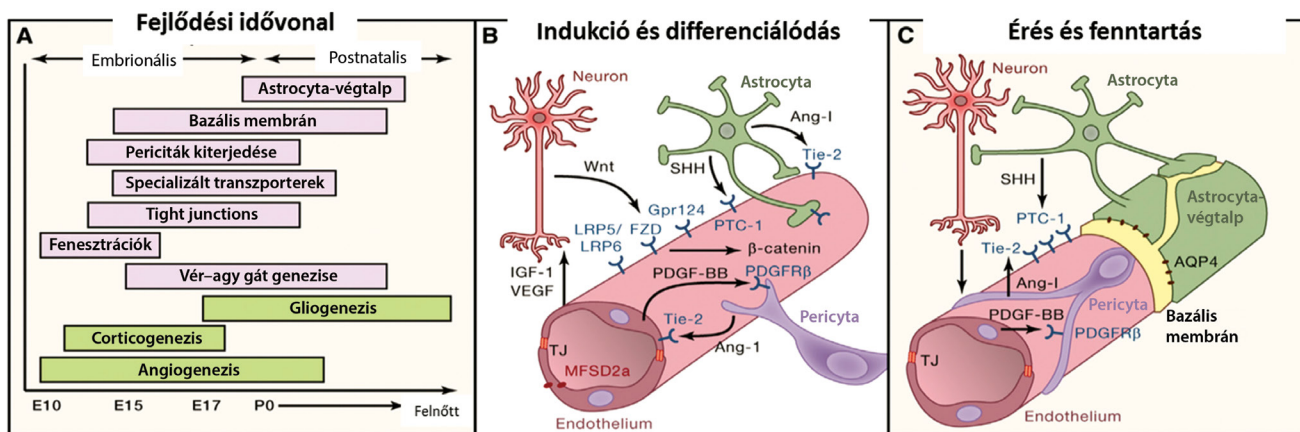 A
Fejlődési idővonal
Embrionális
Postnatalis
Astrocyta-végtalp
Bazális membrán
Periciták kiterjedése
Specializált transzporterek
Tight junctions
Fenesztrációk
Vér–agy gát genezise
Gliogenezis
Corticogenezis
Angiogenezis
E10
E15
E17
P0
Felnőtt
B
Indukció és differenciálódás
Neuron
Astrocyta
Ang-I
Tie-2
Wnt
SHH
Gpr124
PTC-1
LRP5/
LRP6
FZD
β-catenin
IGF-1
VEGF
PDGF-BB
PDGFRβ
Tie-2
Pericyta
Ang-1
TJ
MFSD2a
Endothelium
C
Érés és fenntartás
Neuron
Astrocyta
SHH
Astrocyta-
végtalp
PTC-1
Tie-2
AQP4
Ang-I
Pericyta
Bazális
membrán
PDGF-BB
PDGFRβ
TJ
Endothelium